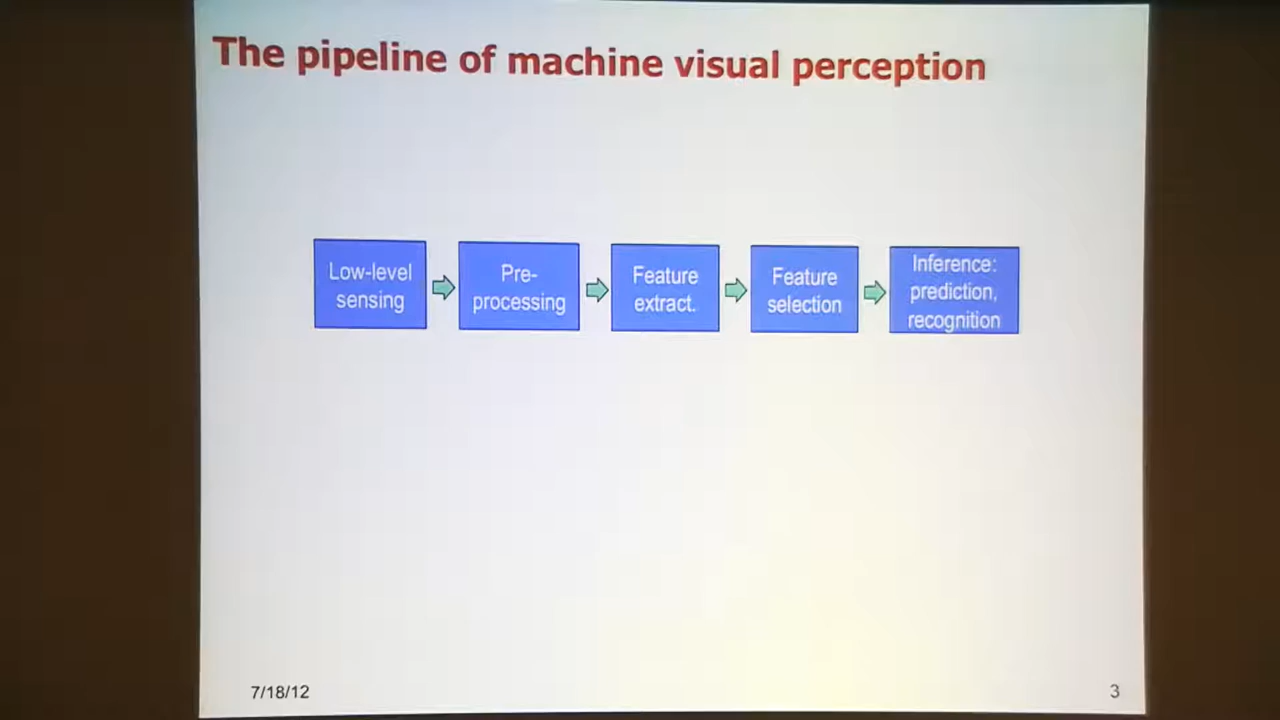 The pipeline of machine visual perception
Low-level
sensing
Pre-
processing
Feature
extract.
Feature
selection
Inference:
prediction,
recognition
7/18/12
3